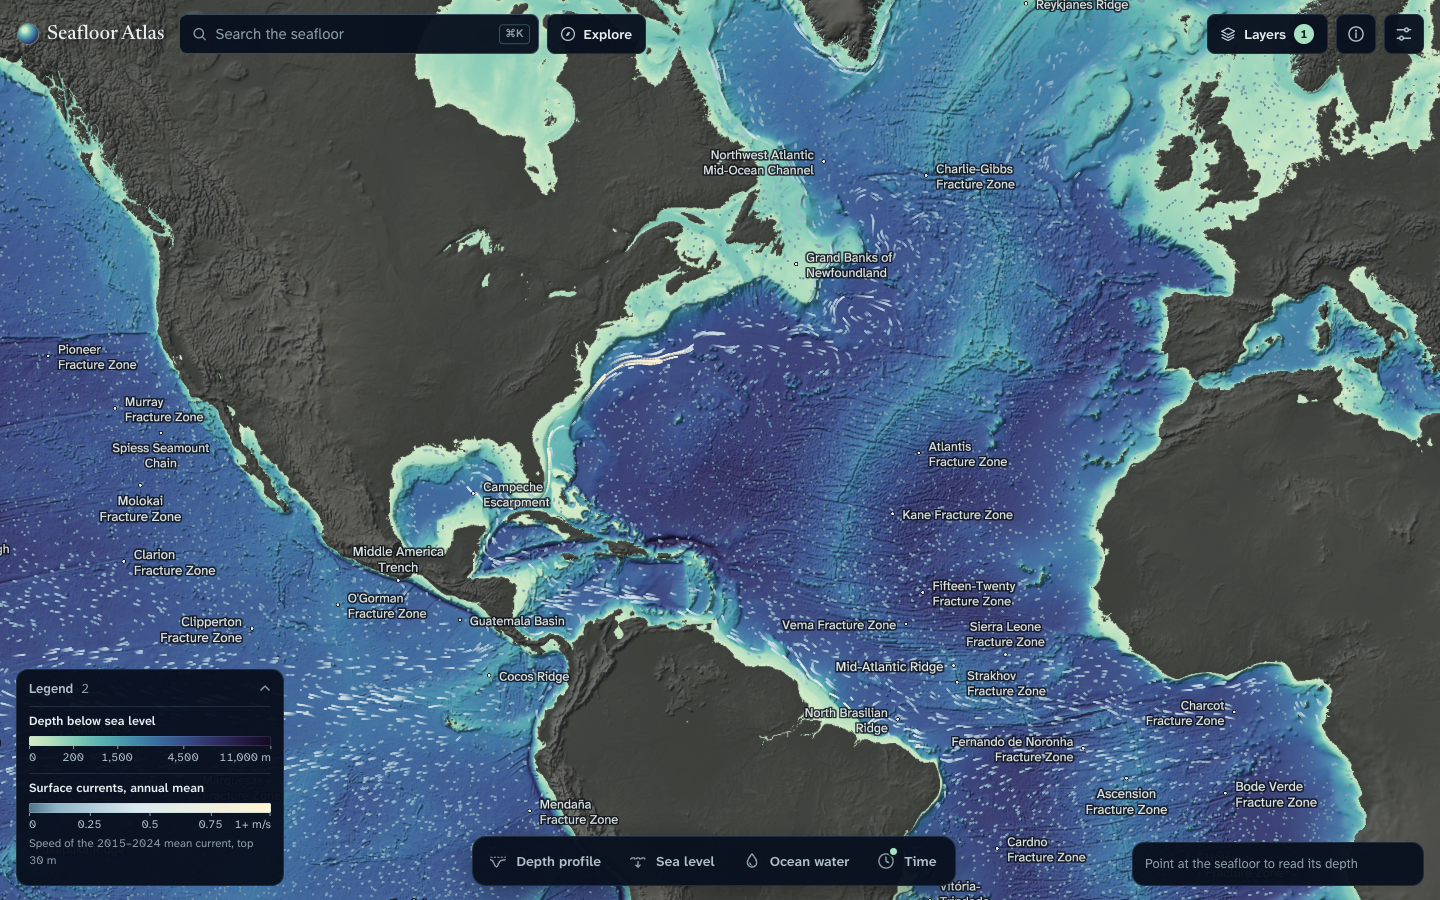 Seafloor Atlas
Search the seafloor
⌘K
Explore
Layers
1
Reykjanes Ridge
Northwest Atlantic
Mid-Ocean Channel
Charlie-Gibbs
Fracture Zone
Grand Banks of
Newfoundland
Pioneer
Fracture Zone
Murray
Fracture Zone
Spiess Seamount
Chain
Molokai
Fracture Zone
Clarion
Fracture Zone
Clipperton
Fracture Zone
Campeche
Escarpment
Middle America
Trench
O'Gorman
Fracture Zone
Guatemala Basin
Cocos Ridge
Atlantis
Fracture Zone
Kane Fracture Zone
Fifteen-Twenty
Fracture Zone
Vema Fracture Zone
Sierra Leone
Fracture Zone
Mid-Atlantic Ridge
Strakhov
Fracture Zone
North Brasilian
Ridge
Charcot
Fracture Zone
Fernando de Noronha
Fracture Zone
Ascension
Fracture Zone
Bode Verde
Fracture Zone
Mendaña
Fracture Zone
Cardno
Fracture Zone
Vitória-
Legend 2
Depth below sea level
0 200 1,500 4,500 11,000 m
Surface currents, annual mean
0 0.25 0.5 0.75 1+ m/s
Speed of the 2015–2024 mean current, top
30 m
Depth profile
Sea level
Ocean water
Time
Point at the seafloor to read its depth